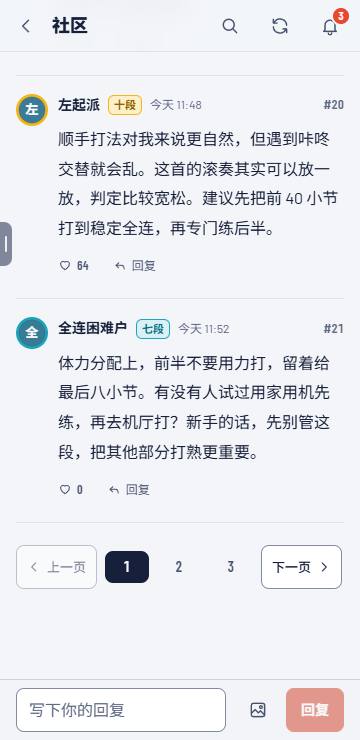 社区
3
左 左起派 十段 今天 11:48 #20
顺手打法对我来说更自然，但遇到咔咚
交替就会乱。这首的滚奏其实可以放一
放，判定比较宽松。建议先把前 40 小节
打到稳定全连，再专门练后半。
64 回复
全 全连困难户 七段 今天 11:52 #21
体力分配上，前半不要用力打，留着给
最后八小节。有没有人试过用家用机先
练，再去机厅打？新手的话，先别管这
段，把其他部分打熟更重要。
0 回复
上一页 1 2 3 下一页
写下你的回复 回复